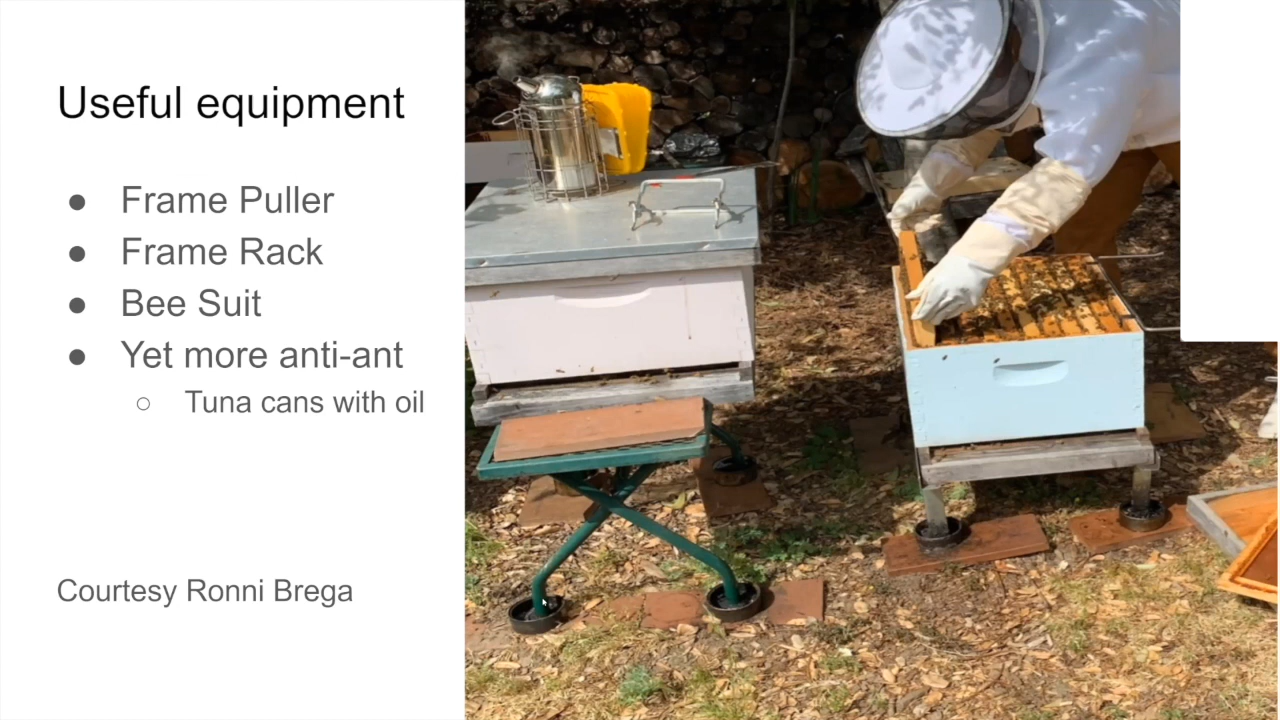 Useful equipment
● Frame Puller
● Frame Rack
● Bee Suit
● Yet more anti-ant
○ Tuna cans with oil
Courtesy Ronni Brega